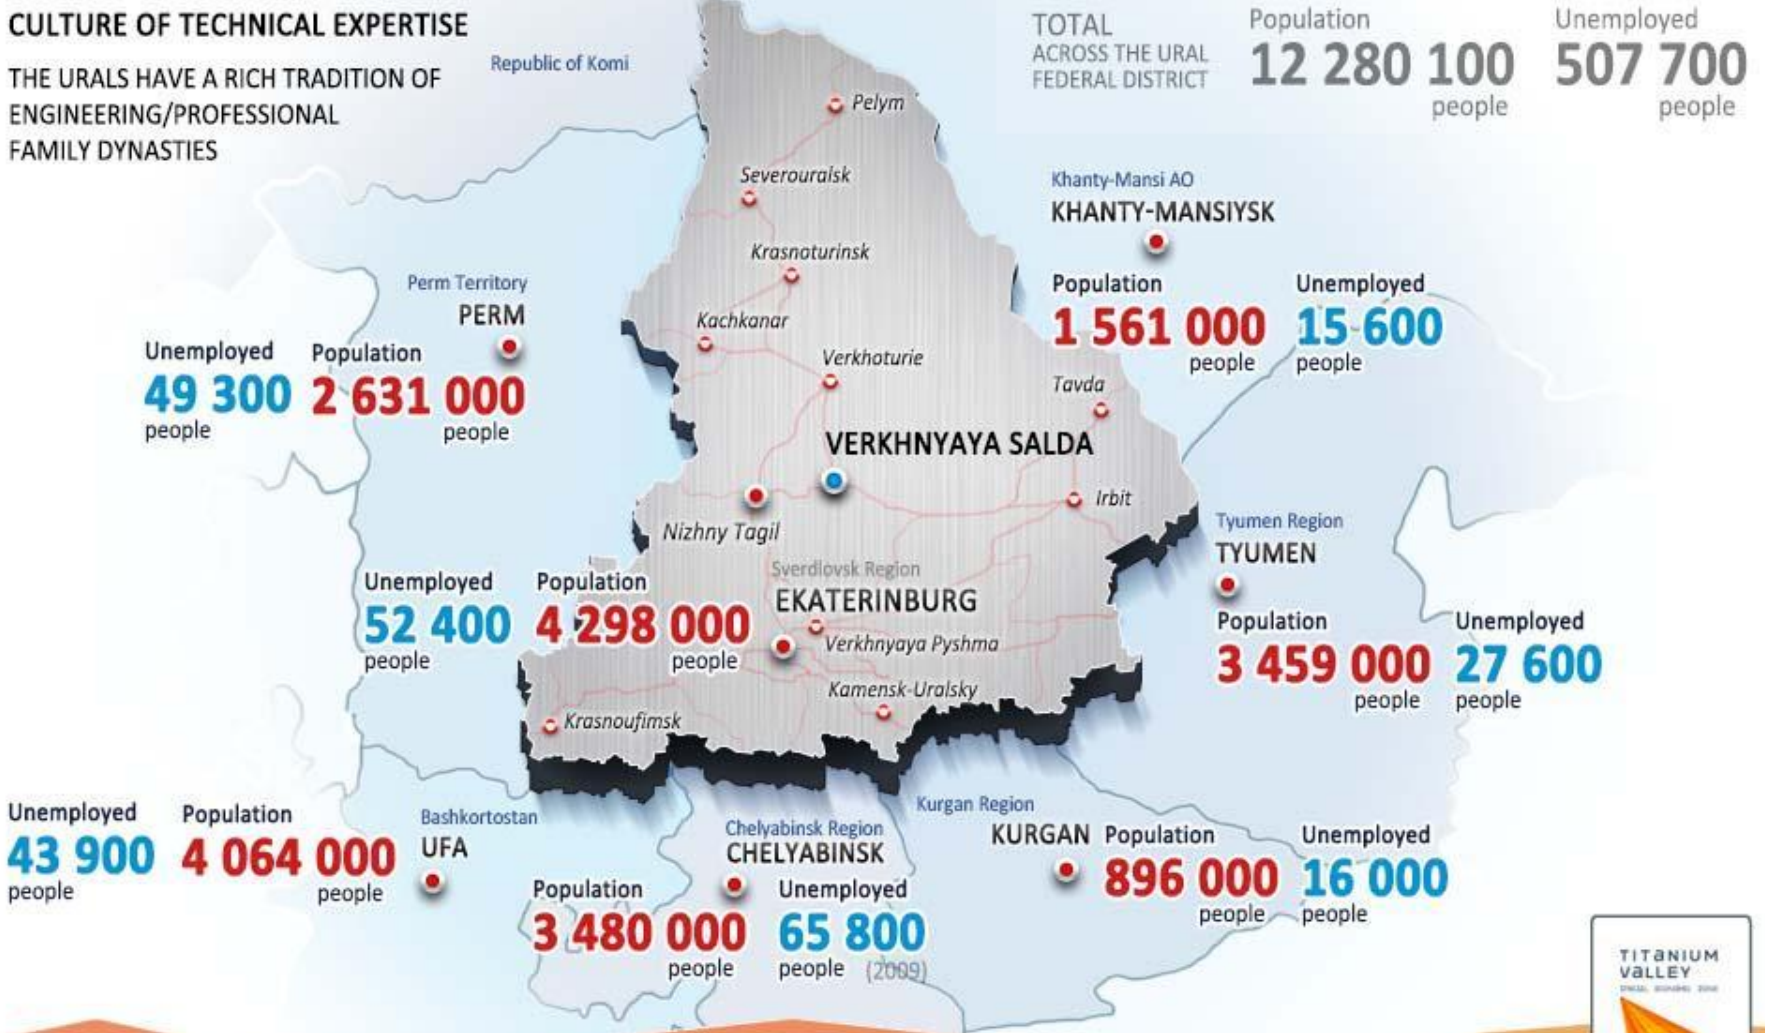 CULTURE OF TECHNICAL EXPERTISE
THE URALS HAVE A RICH TRADITION OF
ENGINEERING/PROFESSIONAL
FAMILY DYNASTIES
TOTAL
ACROSS THE URAL
FEDERAL DISTRICT
Population
12 280 100
people
Unemployed
507 700
people
Republic of Komi
Pelym
Severouralsk
Krasnoturinsk
Kachkanar
Verkhoturie
Tavda
VERKHNYAYA SALDA
Irbit
Nizhny Tagil
Sverdlovsk Region
EKATERINBURG
Verkhnyaya Pyshma
Kamensk-Uralsky
Krasnoufimsk
Khanty-Mansi AO
KHANTY-MANSIYSK
Population
1 561 000
people
Unemployed
15 600
people
Perm Territory
PERM
Unemployed
49 300
people
Population
2 631 000
people
Unemployed
52 400
people
Population
4 298 000
people
Tyumen Region
TYUMEN
Population
3 459 000
people
Unemployed
27 600
people
Unemployed
43 900
people
Population
4 064 000
people
Bashkortostan
UFA
Chelyabinsk Region
CHELYABINSK
Population
3 480 000
people
Unemployed
65 800
people (2009)
Kurgan Region
KURGAN
Population
896 000
people
Unemployed
16 000
people
TITANIUM
VALLEY